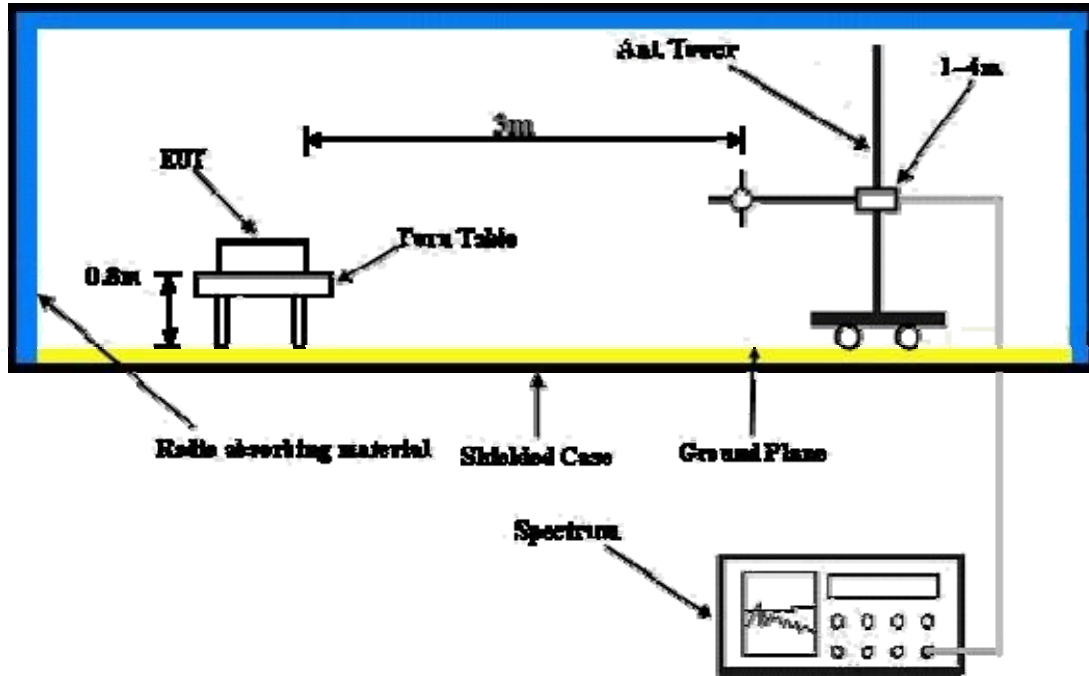 Ant. Tower
1-4m
3m
EUT
Turn Table
0.8m
Radio absorbing material
Shielded Case
Ground Plane
Spectrum